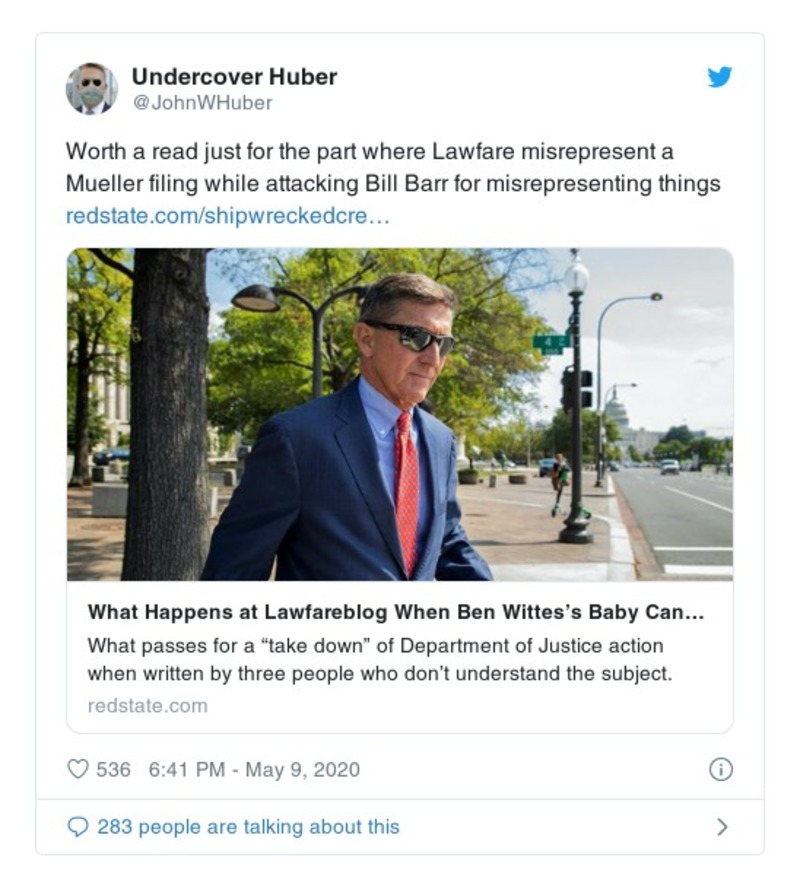 Undercover Huber
@JohnWHuber
Worth a read just for the part where Lawfare misrepresent a
Mueller filing while attacking Bill Barr for misrepresenting things
redstate.com/shipwreckedcre…
4
What Happens at Lawfareblog When Ben Wittes’s Baby Can…
What passes for a “take down” of Department of Justice action
when written by three people who don’t understand the subject.
redstate.com
536 6:41 PM - May 9, 2020
283 people are talking about this